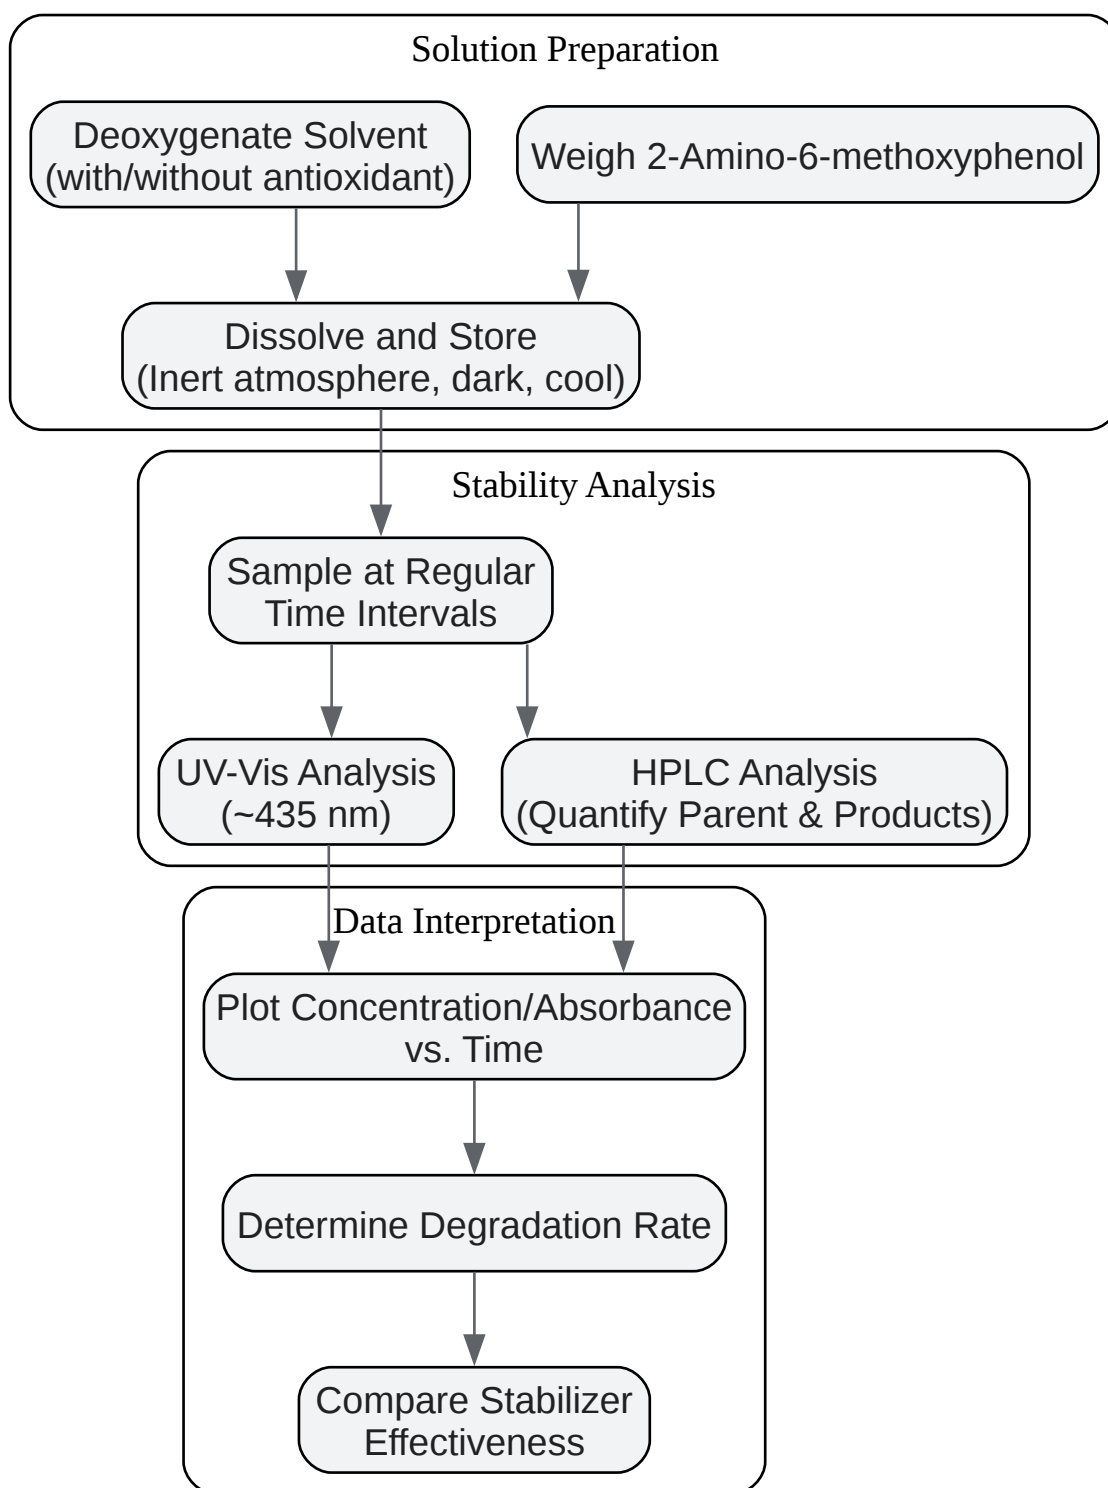 Solution Preparation
Deoxygenate Solvent
(with/without antioxidant)
Weigh 2-Amino-6-methoxyphenol
Dissolve and Store
(Inert atmosphere, dark, cool)
Stability Analysis
Sample at Regular
Time Intervals
UV-Vis Analysis
(~435 nm)
HPLC Analysis
(Quantify Parent & Products)
Data Interpretation
Plot Concentration/Absorbance
vs. Time
Determine Degradation Rate
Compare Stabilizer
Effectiveness